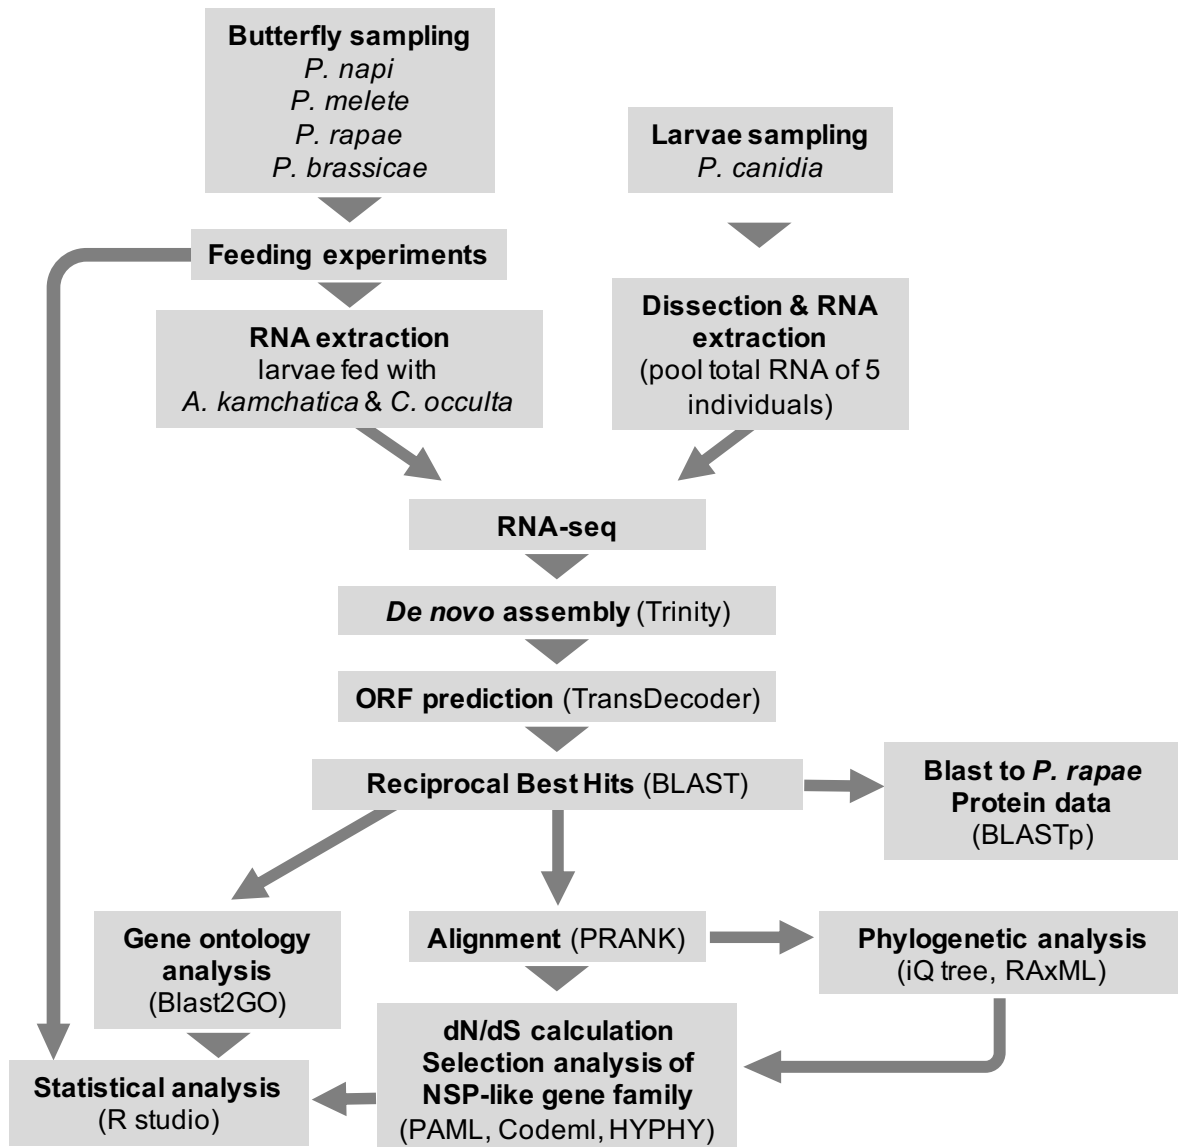 Butterfly sampling
P. napi
P. melete
P. rapae
P. brassicae
Larvae sampling
P. canidia
Feeding experiments
RNA extraction
larvae fed with
A. kamchatica & C. occulta
Dissection & RNA
extraction
(pool total RNA of 5
individuals)
RNA-seq
De novo assembly (Trinity)
ORF prediction (TransDecoder)
Reciprocal Best Hits (BLAST)
Blast to P. rapae
Protein data
(BLASTp)
Gene ontology
analysis
(Blast2GO)
Alignment (PRANK)
Phylogenetic analysis
(iQ tree, RAxML)
dN/dS calculation
Selection analysis of
NSP-like gene family
(PAML, Codeml, HYPHY)
Statistical analysis
(R studio)